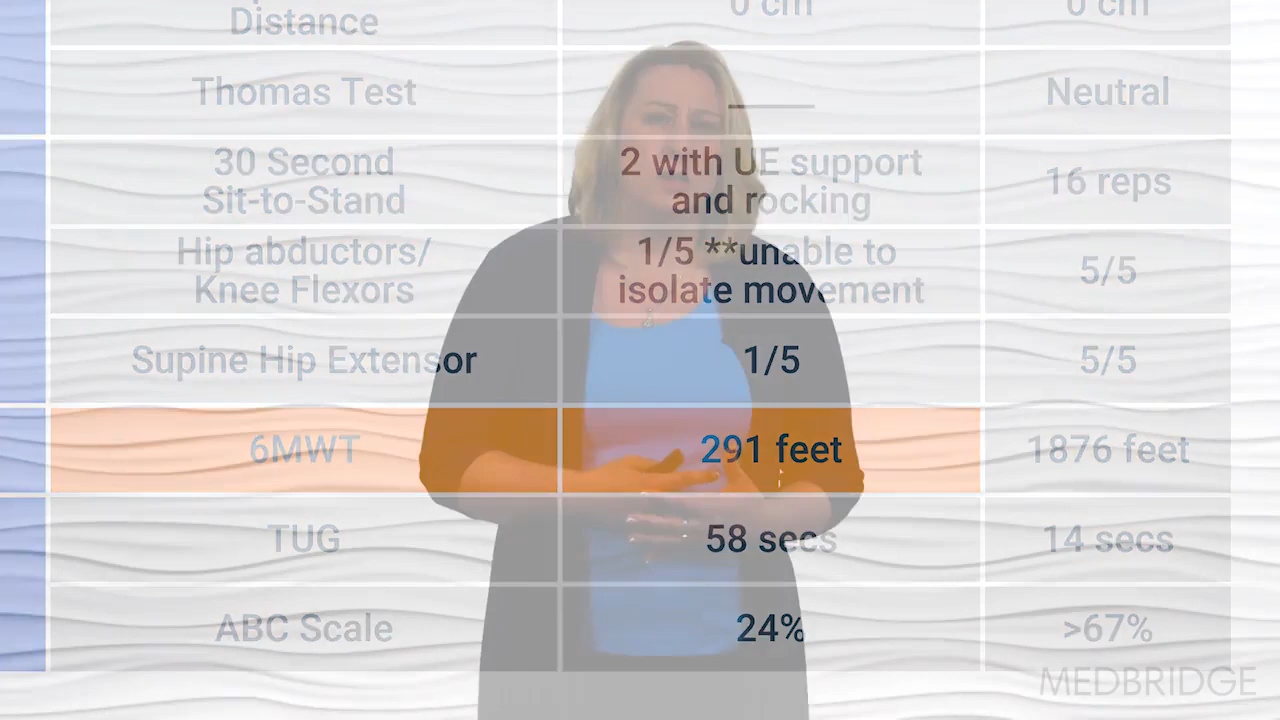 Distance
0 cm
0 cm
Thomas Test
Neutral
30 Second
Sit-to-Stand
2 with UE support
and rocking
16 reps
Hip abductors/
Knee Flexors
1/5 **unable to
isolate movement
5/5
Supine Hip Extensor
1/5
5/5
6MWT
291 feet
1876 feet
TUG
58 secs
14 secs
ABC Scale
24%
>67%
MEDBRIDGE